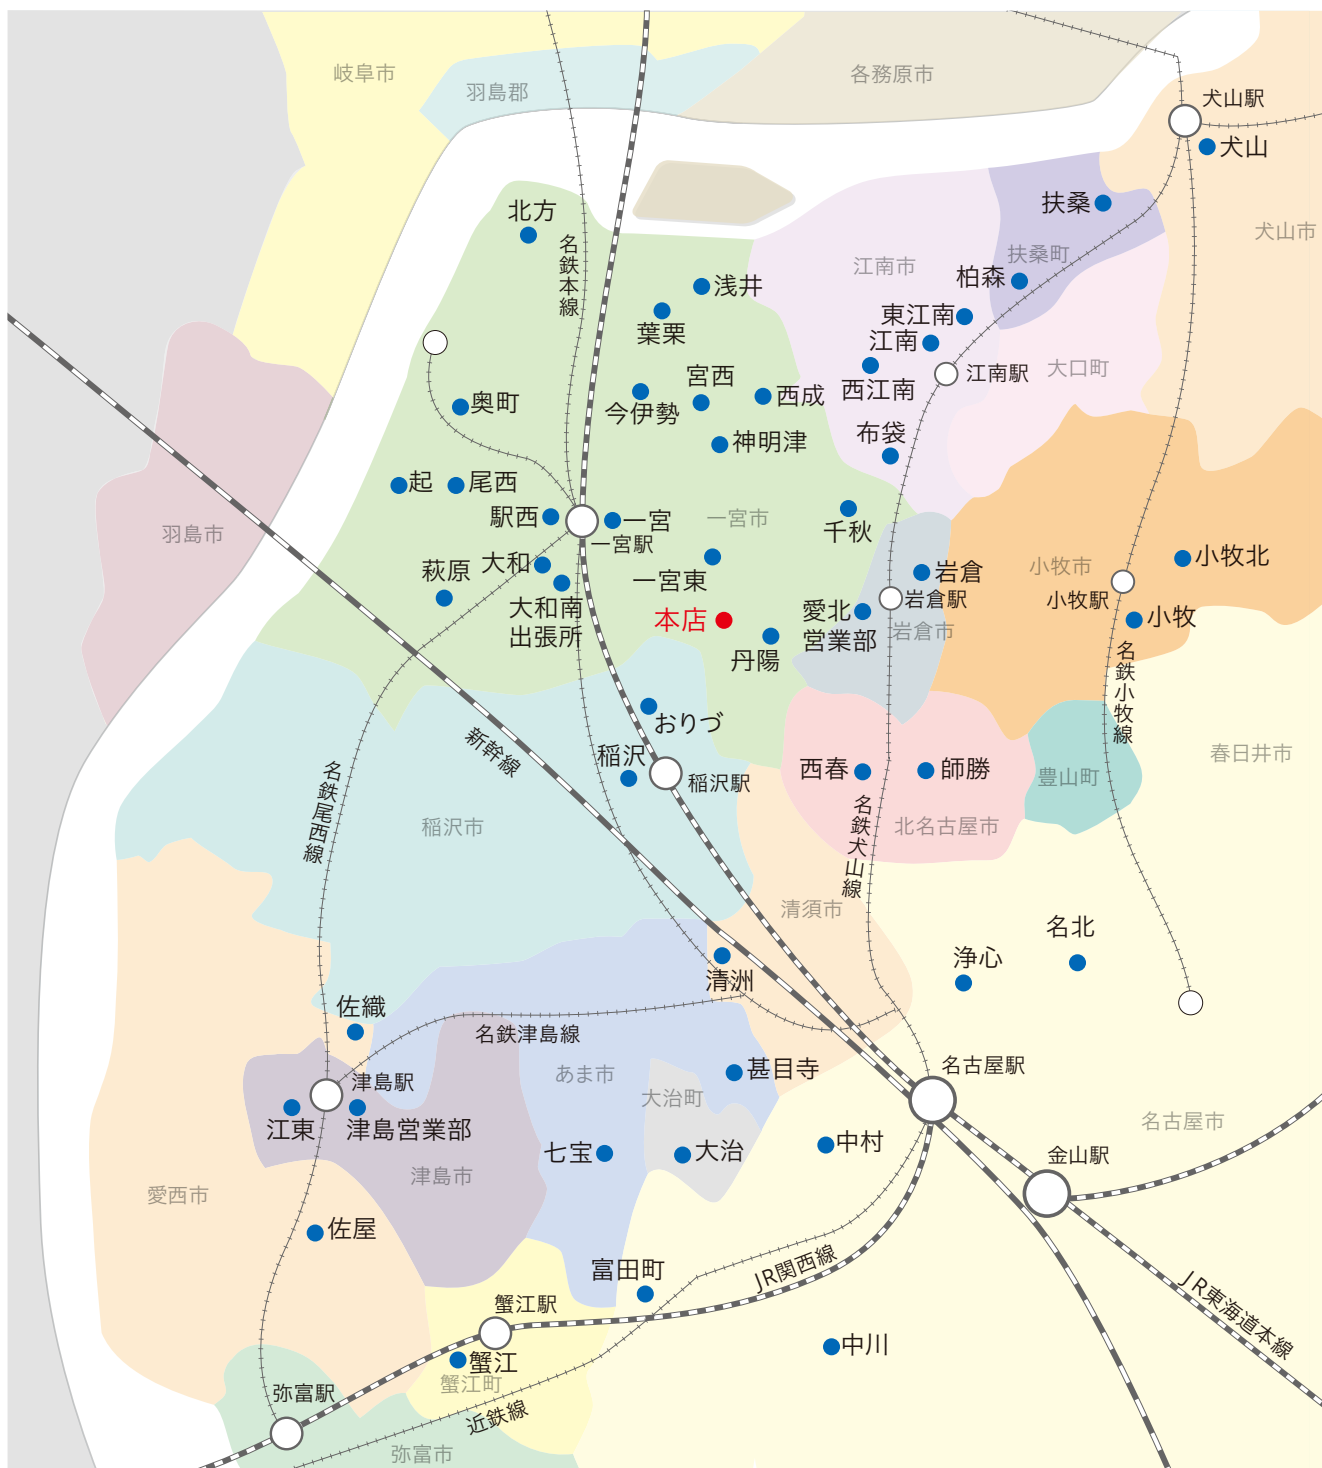 岐阜市
羽島郡
各務原市
犬山駅
犬山
扶桑
北方
犬山市
名鉄本線
扶桑町
江南市
柏森
浅井
葉栗
東江南
江南
江南駅
大口町
西江南
宮西
西成
今伊勢
奥町
神明津
布袋
起
尾西
駅西
一宮
一宮駅
一宮市
千秋
羽島市
大和
萩原
大和南
出張所
一宮東
本店
丹陽
愛北
営業部
岩倉
岩倉駅
岩倉市
小牧市
小牧駅
小牧北
小牧
名鉄小牧線
おりづ
稲沢
稲沢駅
新幹線
名鉄尾西線
稲沢市
西春
師勝
豊山町
春日井市
北名古屋市
名鉄犬山線
清須市
名北
浄心
清洲
佐織
名鉄津島線
津島駅
江東
津島営業部
津島市
あま市
大治町
甚目寺
名古屋駅
名古屋市
金山駅
七宝
大治
中村
愛西市
佐屋
富田町
JR関西線
JR東海道本線
蟹江駅
蟹江
蟹江町
中川
弥富駅
近鉄線
弥富市